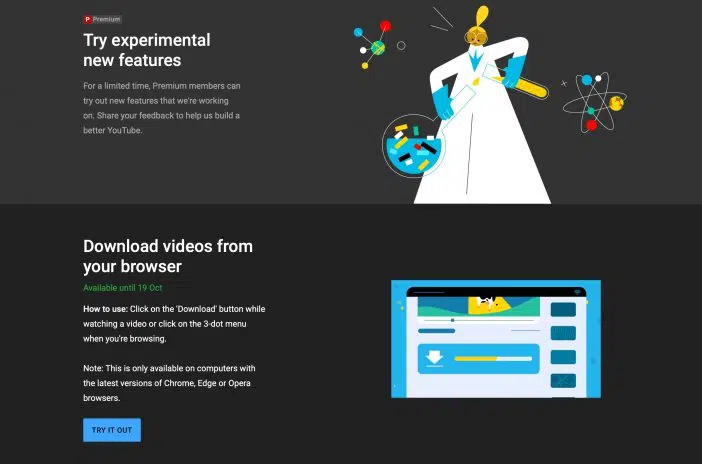 P Premium
Try experimental
new features
For a limited time, Premium members can
try out new features that we're working
on. Share your feedback to help us build a
better YouTube.
Download videos from
your browser
Available until 19 Oct
How to use: Click on the 'Download' button while
watching a video or click on the 3-dot menu
when you're browsing.
Note: This is only available on computers with
the latest versions of Chrome, Edge or Opera
browsers.
TRY IT OUT